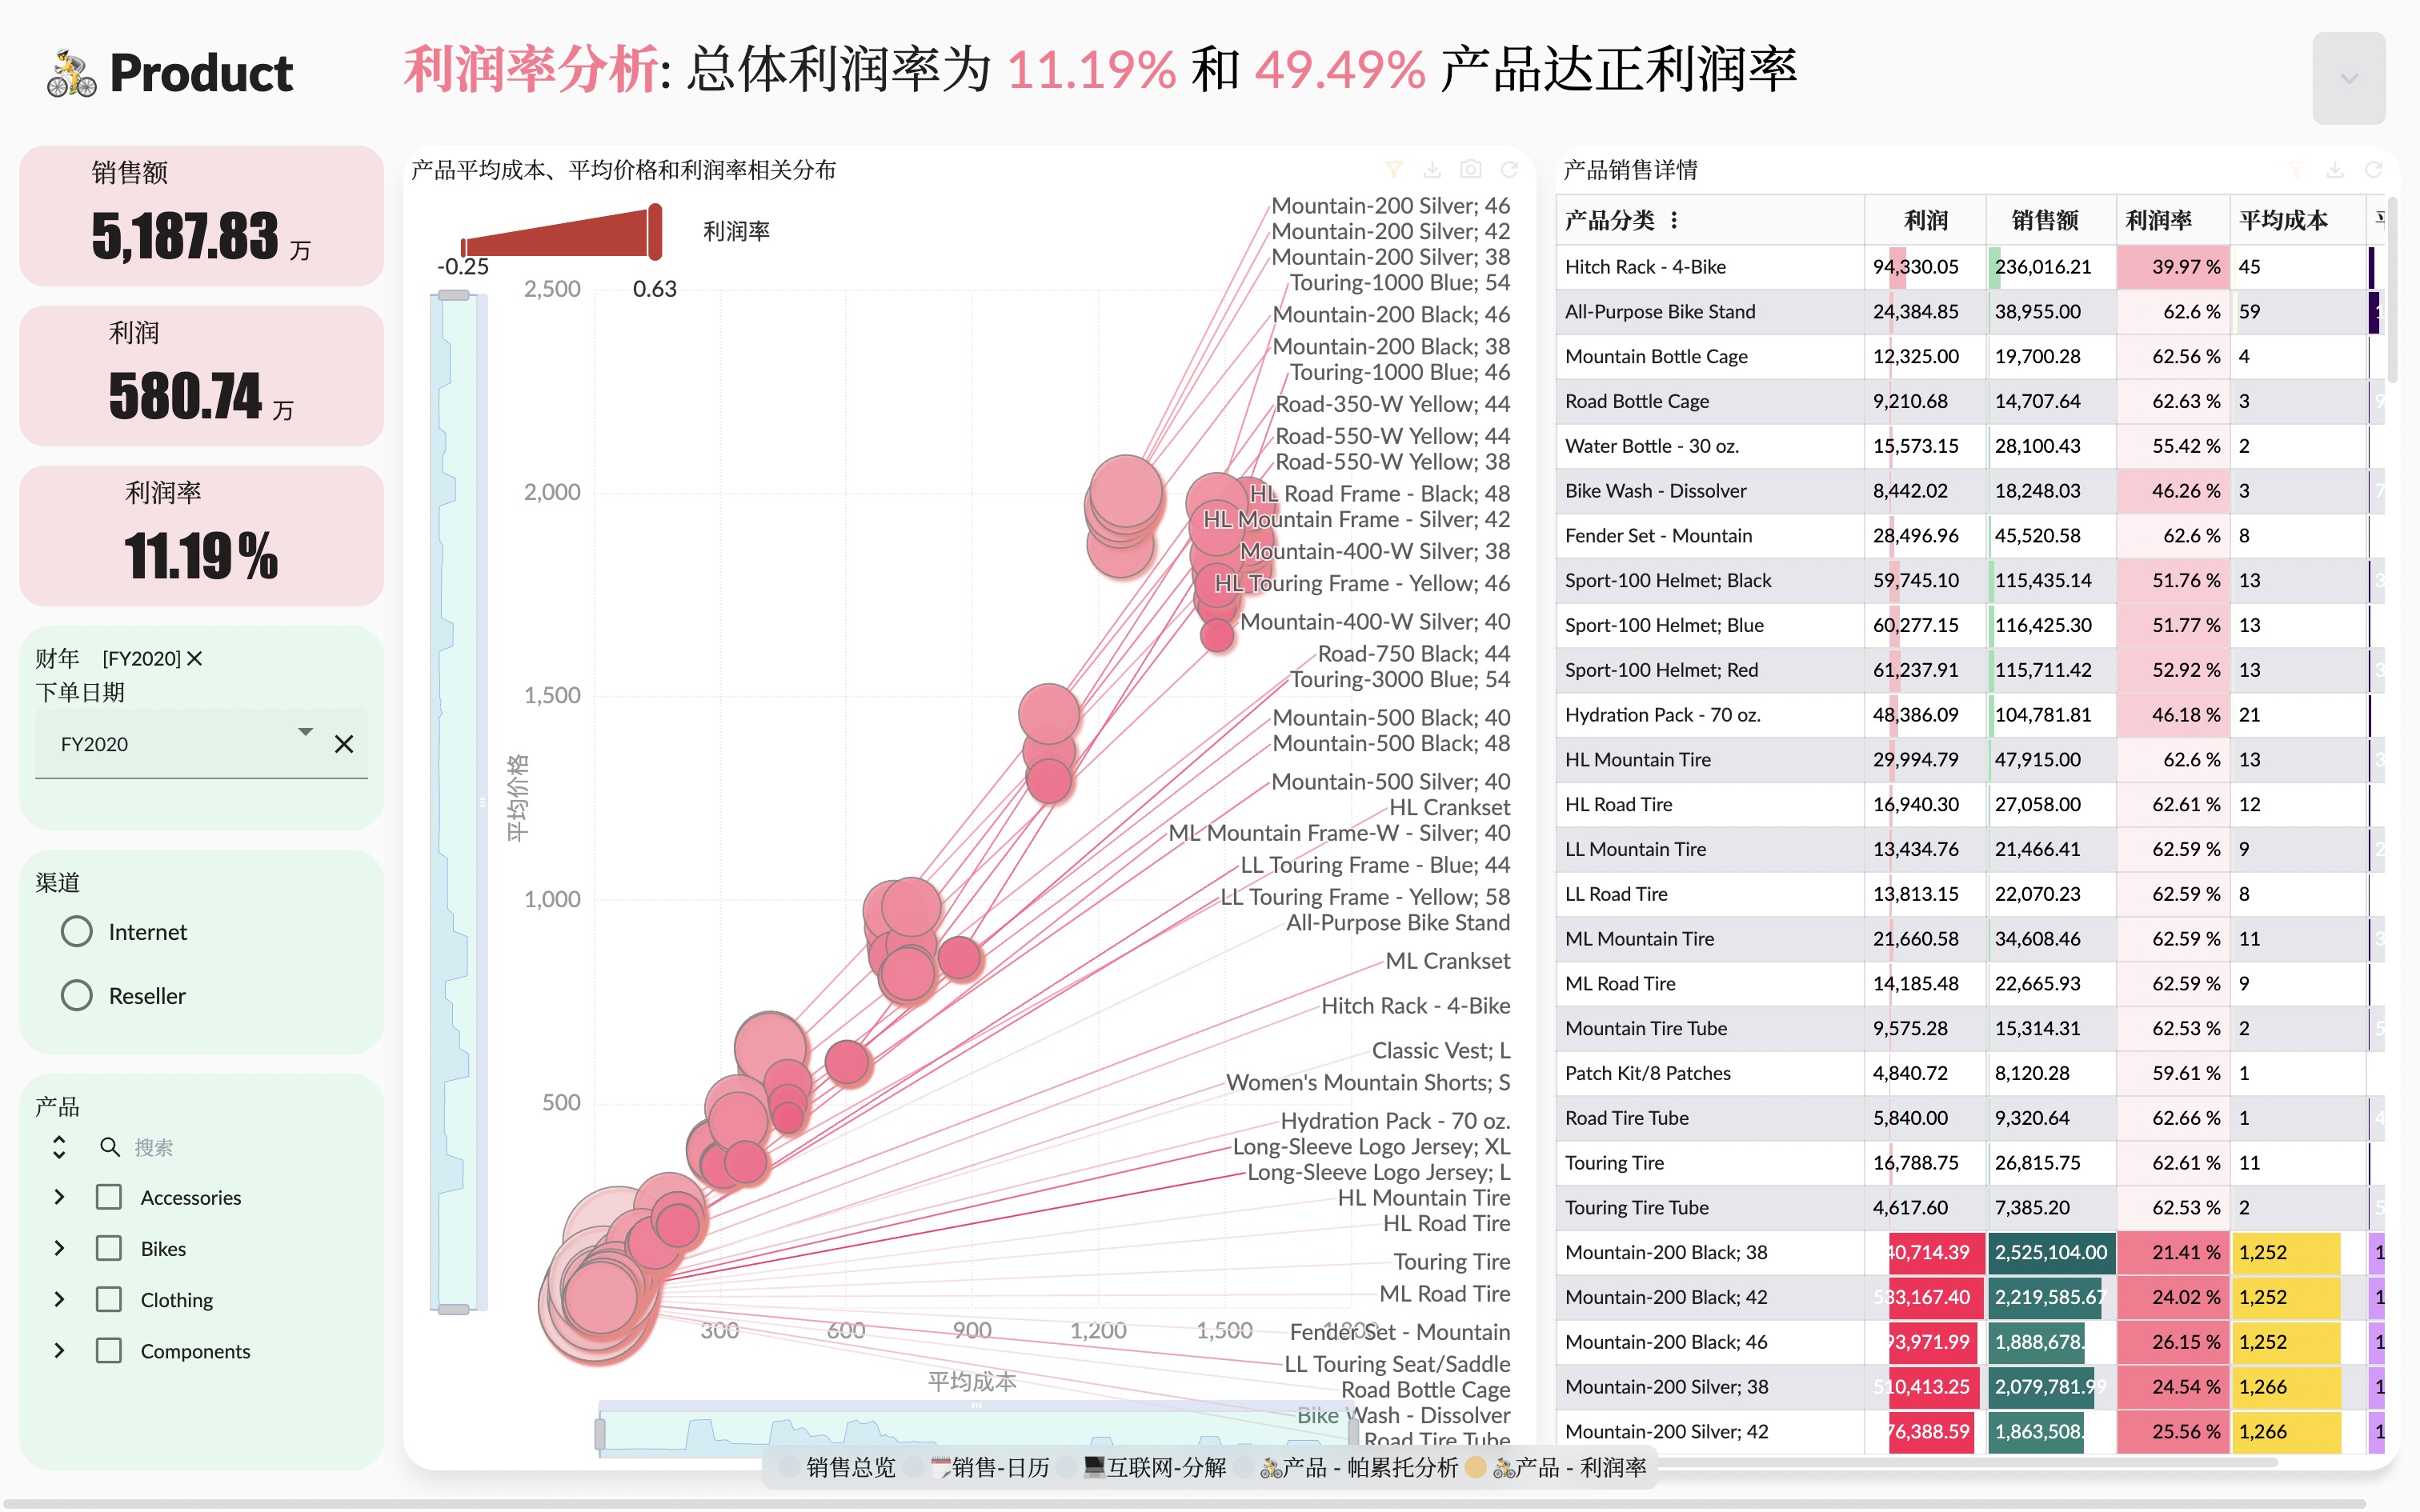 Product
利润率分析: 总体利润率为 11.19% 和 49.49% 产品达正利润率
销售额
5,187.83 万
利润
580.74 万
利润率
11.19%
财年 [FY2020]
下单日期
FY2020
渠道
Internet
Reseller
产品
搜索
Accessories
Bikes
Clothing
Components
产品平均成本、平均价格和利润率相关分布
利润率
-0.25
0.63
2,500
2,000
1,500
1,000
500
平均价格
300 600 900 1,200 1,500
平均成本
Mountain-200 Silver; 46
Mountain-200 Silver; 42
Mountain-200 Silver; 38
Touring-1000 Blue; 54
Mountain-200 Black; 46
Mountain-200 Black; 38
Touring-1000 Blue; 46
Road-350-W Yellow; 44
Road-550-W Yellow; 44
Road-550-W Yellow; 38
HL Road Frame - Black; 48
HL Mountain Frame - Silver; 42
Mountain-400-W Silver; 38
HL Touring Frame - Yellow; 46
Mountain-400-W Silver; 40
Road-750 Black; 44
Touring-3000 Blue; 54
Mountain-500 Black; 40
Mountain-500 Black; 48
Mountain-500 Silver; 40
HL Crankset
ML Mountain Frame-W - Silver; 40
LL Touring Frame - Blue; 44
LL Touring Frame - Yellow; 58
All-Purpose Bike Stand
ML Crankset
Hitch Rack - 4-Bike
Classic Vest; L
Women's Mountain Shorts; S
Hydration Pack - 70 oz.
Long-Sleeve Logo Jersey; XL
Long-Sleeve Logo Jersey; L
HL Mountain Tire
HL Road Tire
Touring Tire
ML Road Tire
Fender Set - Mountain
LL Touring Seat/Saddle
Road Bottle Cage
Bike Wash - Dissolver
Road Tire Tube
产品销售详情
产品分类 利润 销售额 利润率 平均成本
Hitch Rack - 4-Bike 94,330.05 236,016.21 39.97 % 45
All-Purpose Bike Stand 24,384.85 38,955.00 62.6 % 59
Mountain Bottle Cage 12,325.00 19,700.28 62.56 % 4
Road Bottle Cage 9,210.68 14,707.64 62.63 % 3
Water Bottle - 30 oz. 15,573.15 28,100.43 55.42 % 2
Bike Wash - Dissolver 8,442.02 18,248.03 46.26 % 3
Fender Set - Mountain 28,496.96 45,520.58 62.6 % 8
Sport-100 Helmet; Black 59,745.10 115,435.14 51.76 % 13
Sport-100 Helmet; Blue 60,277.15 116,425.30 51.77 % 13
Sport-100 Helmet; Red 61,237.91 115,711.42 52.92 % 13
Hydration Pack - 70 oz. 48,386.09 104,781.81 46.18 % 21
HL Mountain Tire 29,994.79 47,915.00 62.6 % 13
HL Road Tire 16,940.30 27,058.00 62.61 % 12
LL Mountain Tire 13,434.76 21,466.41 62.59 % 9
LL Road Tire 13,813.15 22,070.23 62.59 % 8
ML Mountain Tire 21,660.58 34,608.46 62.59 % 11
ML Road Tire 14,185.48 22,665.93 62.59 % 9
Mountain Tire Tube 9,575.28 15,314.31 62.53 % 2
Patch Kit/8 Patches 4,840.72 8,120.28 59.61 % 1
Road Tire Tube 5,840.00 9,320.64 62.66 % 1
Touring Tire 16,788.75 26,815.75 62.61 % 11
Touring Tire Tube 4,617.60 7,385.20 62.53 % 2
Mountain-200 Black; 38 40,714.39 2,525,104.00 21.41 % 1,252
Mountain-200 Black; 42 533,167.40 2,219,585.67 24.02 % 1,252
Mountain-200 Black; 46 93,971.99 1,888,678. 26.15 % 1,252
Mountain-200 Silver; 38 510,413.25 2,079,781.99 24.54 % 1,266
Mountain-200 Silver; 42 76,388.59 1,863,508. 25.56 % 1,266
销售总览 销售-日历 互联网-分解 产品 - 帕累托分析 产品 - 利润率